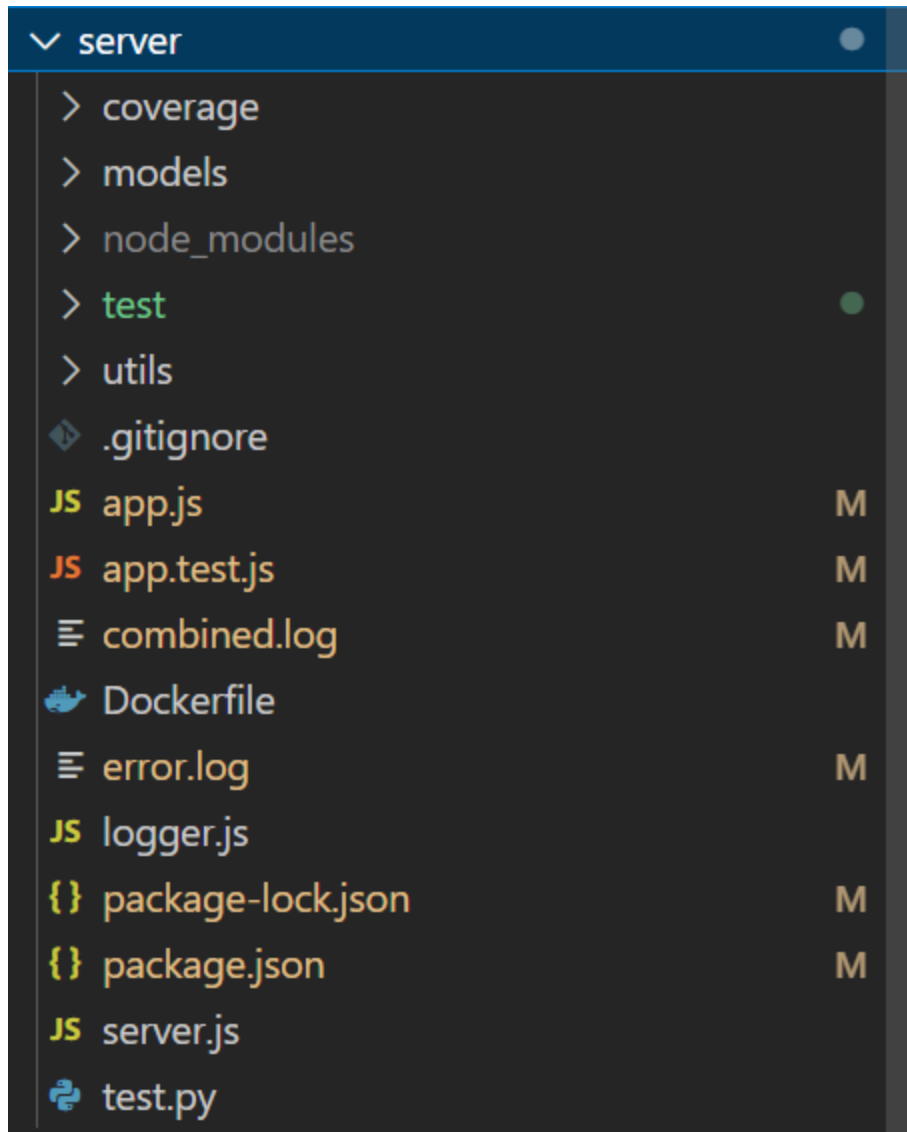 server
coverage
models
node_modules
test
utils
.gitignore
JS app.js M
JS app.test.js M
combined.log M
Dockerfile
error.log M
JS logger.js
{} package-lock.json M
{} package.json M
JS server.js
test.py